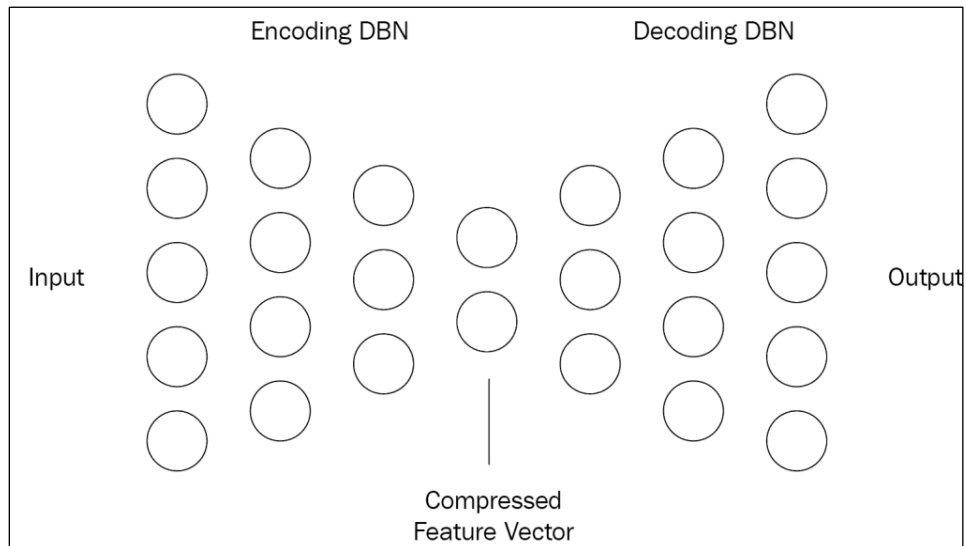 Encoding DBN
Decoding DBN
Input
Output
Compressed
Feature Vector